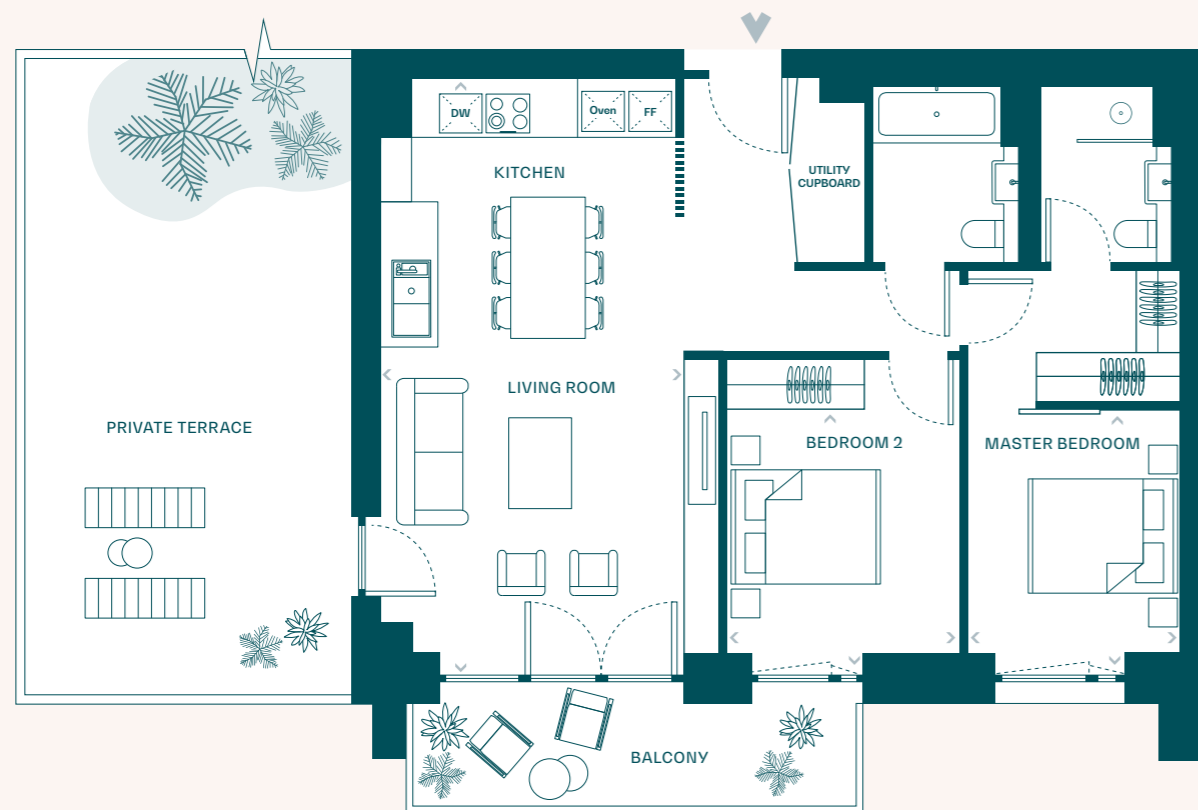 DW
Oven
FF
KITCHEN
UTILITY
CUPBOARD
LIVING ROOM
PRIVATE TERRACE
BEDROOM 2
MASTER BEDROOM
BALCONY